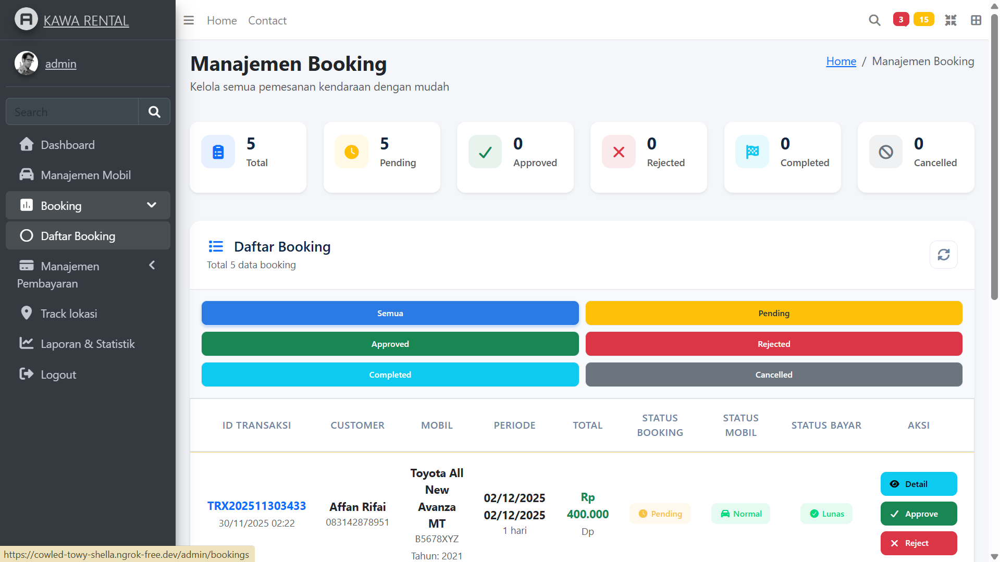 KAWA RENTAL
Home
Contact
3
15
admin
Search
Dashboard
Manajemen Mobil
Booking
Daftar Booking
Manajemen
Pembayaran
Track lokasi
Laporan & Statistik
Logout
Manajemen Booking
Home / Manajemen Booking
Kelola semua pemesanan kendaraan dengan mudah
5
Total
5
Pending
0
Approved
0
Rejected
0
Completed
0
Cancelled
Daftar Booking
Total 5 data booking
Semua
Pending
Approved
Rejected
Completed
Cancelled
ID TRANSAKSI
CUSTOMER
MOBIL
PERIODE
TOTAL
STATUS
BOOKING
STATUS
MOBIL
STATUS BAYAR
AKSI
TRX202511303433
30/11/2025 02:22
Affan Rifai
083142878951
Toyota All
New
Avanza
MT
B5678XYZ
Tahun: 2021
02/12/2025
02/12/2025
1 hari
Rp
400.000
Dp
Pending
Normal
Lunas
Detail
Approve
Reject
https://cowled-towy-shella.ngrok-free.dev/admin/bookings